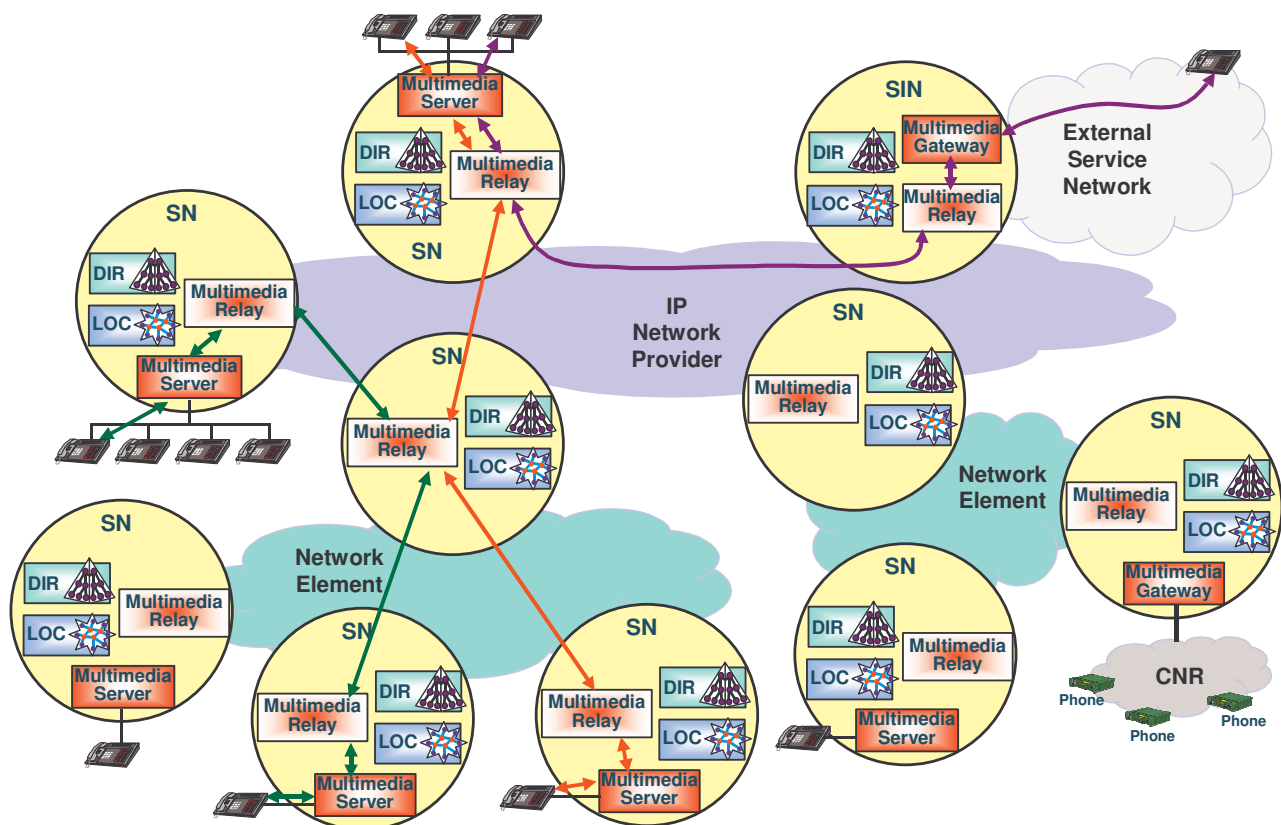 Multimedia
Server
DIR
Multimedia
Relay
LOC
SN
SIN
Multimedia
Gateway
DIR
Multimedia
Relay
LOC
External
Service
Network
SN
DIR
Multimedia
Relay
LOC
Multimedia
Server
IP
Network
Provider
SN
DIR
Multimedia
Relay
LOC
SN
DIR
Multimedia
Relay
LOC
Network
Element
SN
DIR
Multimedia
Relay
LOC
Multimedia
Gateway
CNR
Phone
Phone
Phone
SN
DIR
Multimedia
Relay
LOC
Multimedia
Server
Network
Element
SN
DIR
Multimedia
Relay
LOC
Multimedia
Server
SN
DIR
Multimedia
Relay
LOC
Multimedia
Server
SN
DIR
Multimedia
Relay
LOC
Multimedia
Server